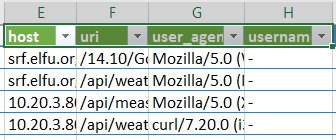 E F G H
host uri user_agen usernam
srf.elfu.or /14.10/Go Mozilla/5.0 (\ -
srf.elfu.or /api/weat Mozilla/5.0 ( -
10.20.3.80 /api/meas Mozilla/5.0 ( -
10.20.3.80 /api/weat curl/7.20.0 (i: -